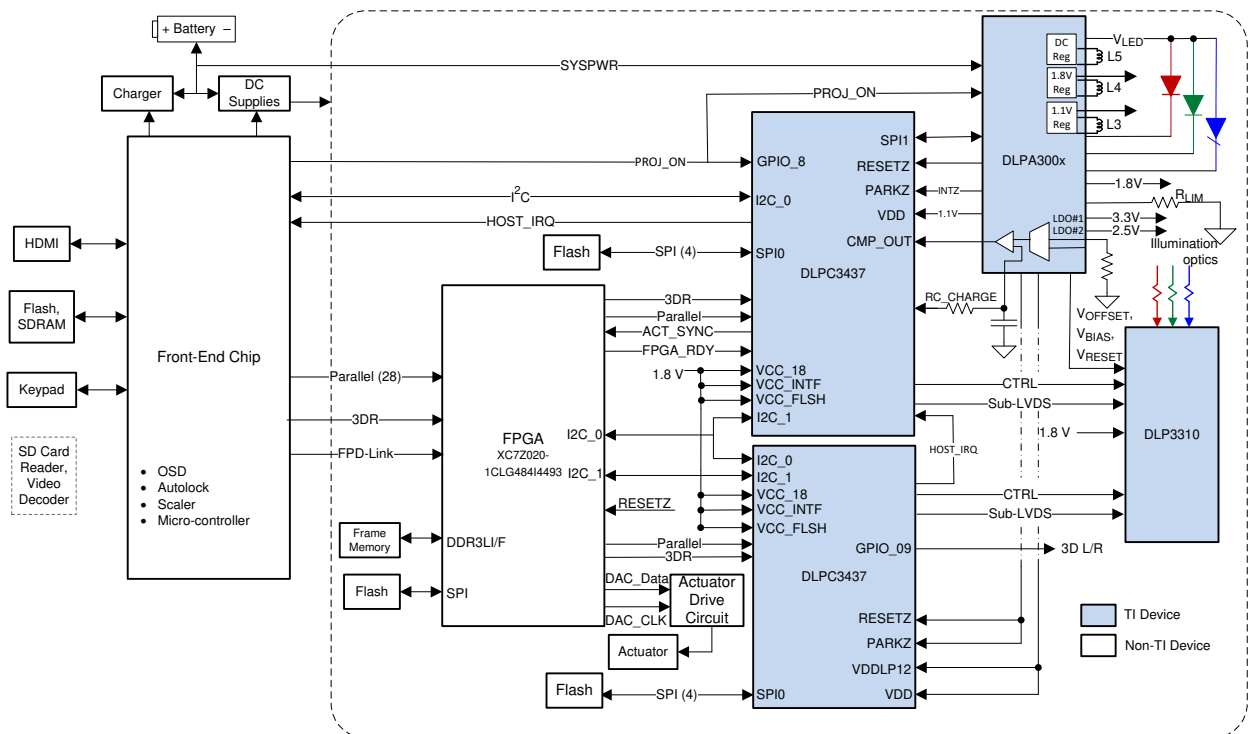 + Battery –
SYSPWR
Charger
DC
Supplies
PROJ_ON
PROJ_ON
I2C
HOST_IRQ
HDMI
Flash,
SDRAM
Keypad
SD Card
Reader,
Video
Decoder
Front-End Chip
• OSD
• Autolock
• Scaler
• Micro-controller
Parallel (28)
3DR
FPD-Link
Flash
SPI (4)
3DR
Parallel
ACT_SYNC
FPGA_RDY
1.8 V
FPGA
XC7Z020-
1CLG484I4493
I2C_0
I2C_1
RESETZ
DDR3LI/F
SPI
Frame
Memory
Flash
Parallel
3DR
DAC_Data
DAC_CLK
Actuator
Drive
Circuit
Actuator
Flash
SPI (4)
GPIO_8
I2C_0
SPI0
DLPC3437
VCC_18
VCC_INTF
VCC_FLSH
I2C_1
SPI1
RESETZ
PARKZ
VDD
CMP_OUT
INTZ
1.1V
RC_CHARGE
CTRL
Sub-LVDS
HOST_IRQ
I2C_0
I2C_1
VCC_18
VCC_INTF
VCC_FLSH
DLPC3437
GPIO_09
RESETZ
PARKZ
VDDLP12
VDD
SPI0
CTRL
Sub-LVDS
3D L/R
DC
Reg
1.8V
Reg
1.1V
Reg
L5
L4
L3
VLED
DLPA300x
LDO#1
LDO#2
1.8V
RLIM
3.3V
2.5V
Illumination
optics
VOFFSET,
VBIAS,
VRESET
1.8 V
DLP3310
TI Device
Non-TI Device